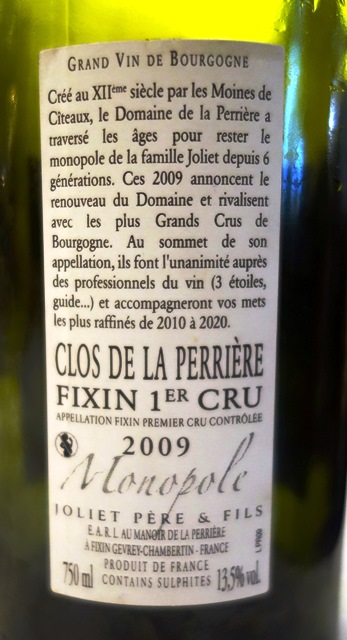 GRAND VIN DE BOURGOGNE
Créé au XIIème siècle par les Moines de
Cîteaux, le Domaine de la Perrière a
traversé les âges pour rester le
monopole de la famille Joliet depuis 6
générations. Ces 2009 annoncent le
renouveau du Domaine et rivalisent
avec les plus Grands Crus de
Bourgogne. Au sommet de son
appellation, ils font l'unanimité auprès
des professionnels du vin (3 étoiles,
guide...) et accompagneront vos mets
les plus raffinés de 2010 à 2020.
CLOS DE LA PERRIÈRE
FIXIN 1ER CRU
APPELLATION FIXIN PREMIER CRU CONTRÔLÉE
2009
Monopole
JOLIET PÈRE & FILS
E.A.R.L AU MANOIR DE LA PERRIÈRE
À FIXIN GEVREY-CHAMBERTIN - FRANCE
PRODUIT DE FRANCE
750 ml CONTAINS SULPHITES 13,5% vol.
LPR09